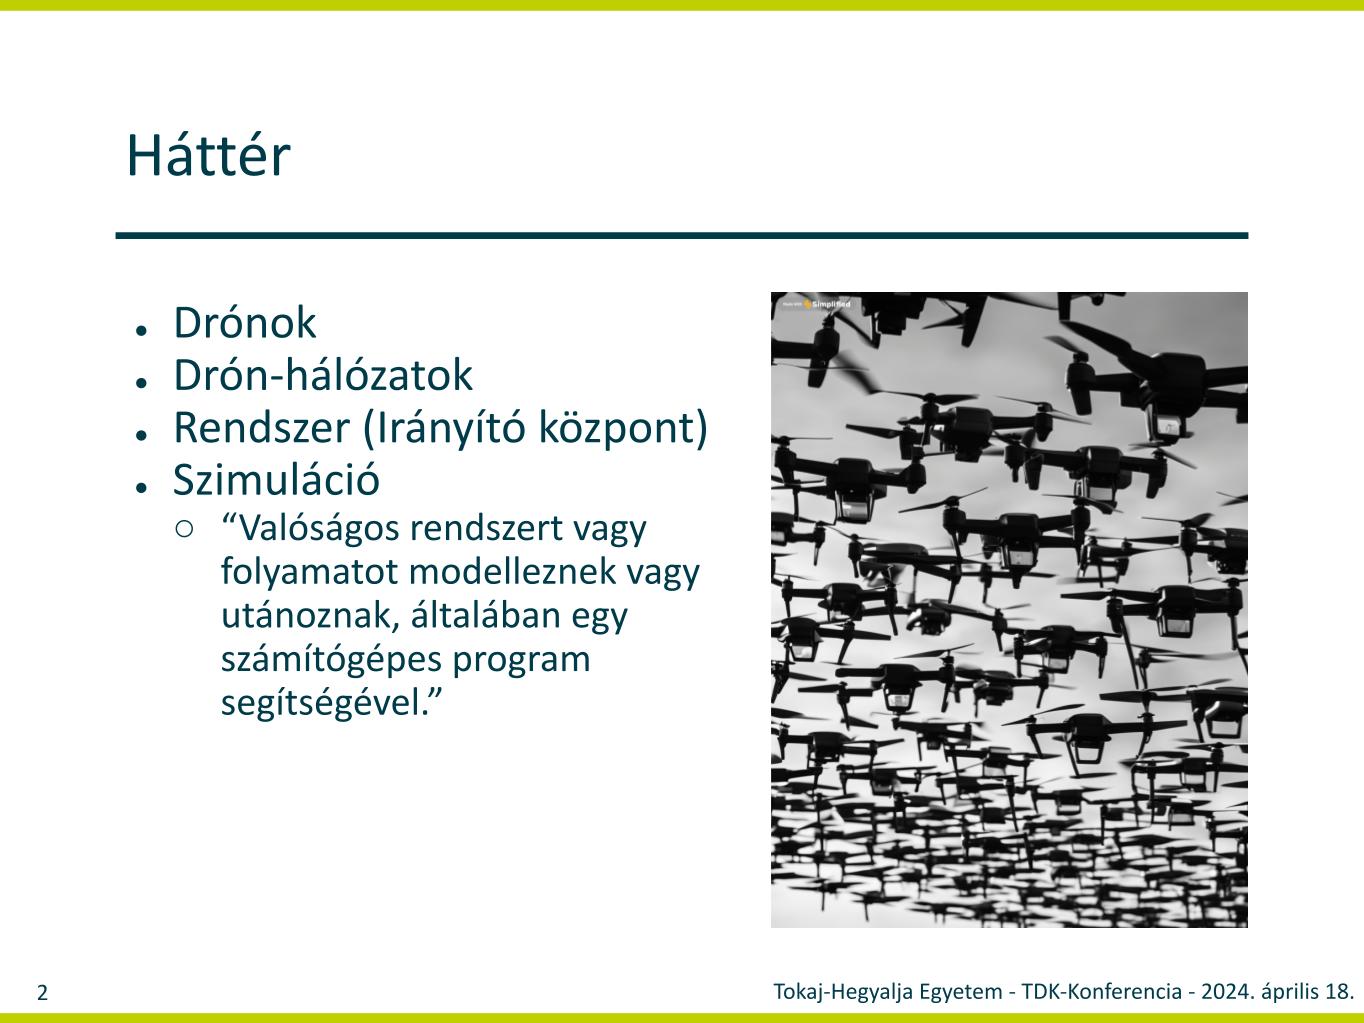 Háttér
● Drónok
● Drón-hálózatok
● Rendszer (Irányító központ)
● Szimuláció
○ “Valóságos rendszert vagy
folyamatot modelleznek vagy
utánoznak, általában egy
számítógépes program
segítségével.”
Made With Simplified
2
Tokaj-Hegyalja Egyetem - TDK-Konferencia - 2024. április 18.